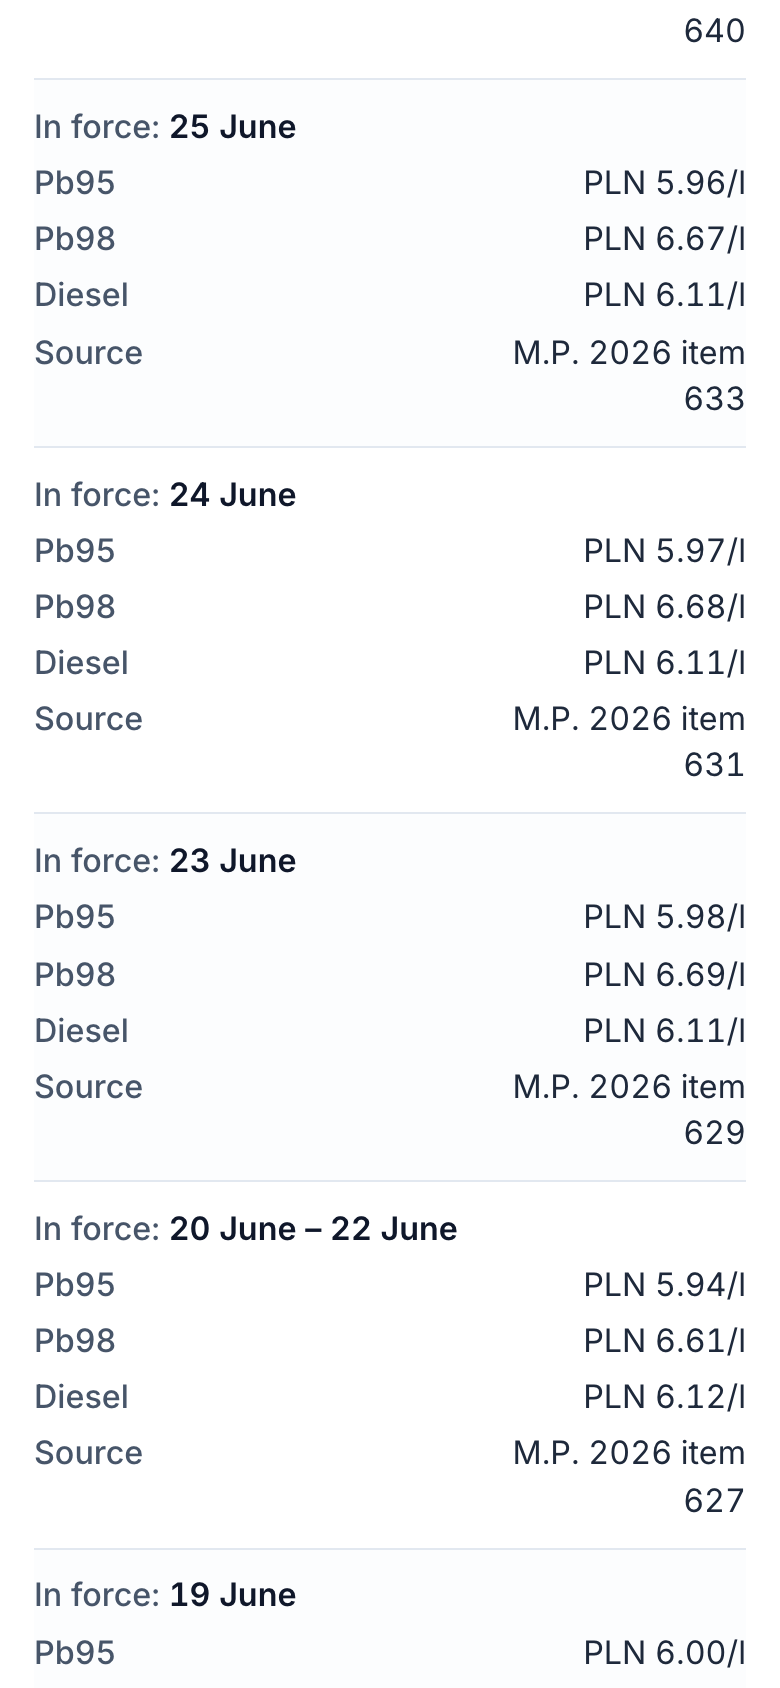 640
In force: 25 June
Pb95 PLN 5.96/l
Pb98 PLN 6.67/l
Diesel PLN 6.11/l
Source M.P. 2026 item
633
In force: 24 June
Pb95 PLN 5.97/l
Pb98 PLN 6.68/l
Diesel PLN 6.11/l
Source M.P. 2026 item
631
In force: 23 June
Pb95 PLN 5.98/l
Pb98 PLN 6.69/l
Diesel PLN 6.11/l
Source M.P. 2026 item
629
In force: 20 June – 22 June
Pb95 PLN 5.94/l
Pb98 PLN 6.61/l
Diesel PLN 6.12/l
Source M.P. 2026 item
627
In force: 19 June
Pb95 PLN 6.00/l